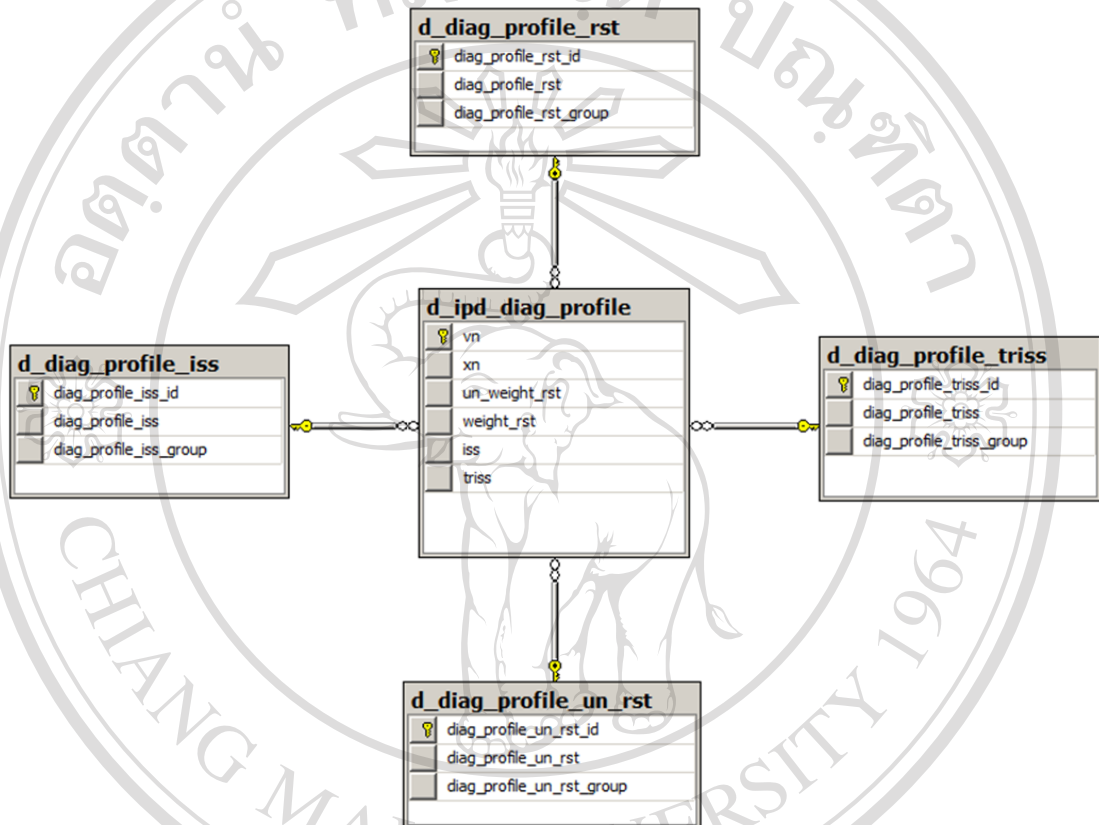 d_diag_profile_rst
diag_profile_rst_id
diag_profile_rst
diag_profile_rst_group
d_diag_profile_iss
diag_profile_iss_id
diag_profile_iss
diag_profile_iss_group
d_ipd_diag_profile
vn
xn
un_weight_rst
weight_rst
iss
triss
d_diag_profile_triss
diag_profile_triss_id
diag_profile_triss
diag_profile_triss_group
d_diag_profile_un_rst
diag_profile_un_rst_id
diag_profile_un_rst
diag_profile_un_rst_group
CHIANG UNIVERSITY 1964